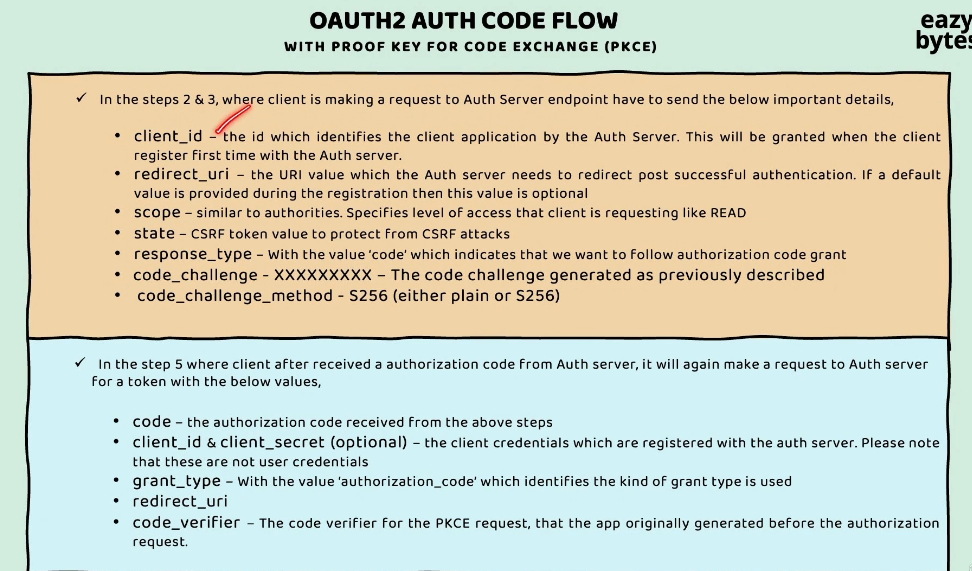 OAUTH2 AUTH CODE FLOW
WITH PROOF KEY FOR CODE EXCHANGE (PKCE)
eazy
bytes
✓ In the steps 2 & 3, where client is making a request to Auth Server endpoint have to send the below important details,
• client_id – the id which identifies the client application by the Auth Server. This will be granted when the client
register first time with the Auth server.
• redirect_uri – the URI value which the Auth server needs to redirect post successful authentication. If a default
value is provided during the registration then this value is optional
• scope – similar to authorities. Specifies level of access that client is requesting like READ
• state – CSRF token value to protect from CSRF attacks
• response_type – With the value ‘code’ which indicates that we want to follow authorization code grant
• code_challenge - XXXXXXXXX – The code challenge generated as previously described
• code_challenge_method - S256 (either plain or S256)
✓ In the step 5 where client after received a authorization code from Auth server, it will again make a request to Auth server
for a token with the below values,
• code – the authorization code received from the above steps
• client_id & client_secret (optional) – the client credentials which are registered with the auth server. Please note
that these are not user credentials
• grant_type – With the value ‘authorization_code’ which identifies the kind of grant type is used
• redirect_uri
• code_verifier – The code verifier for the PKCE request, that the app originally generated before the authorization
request.